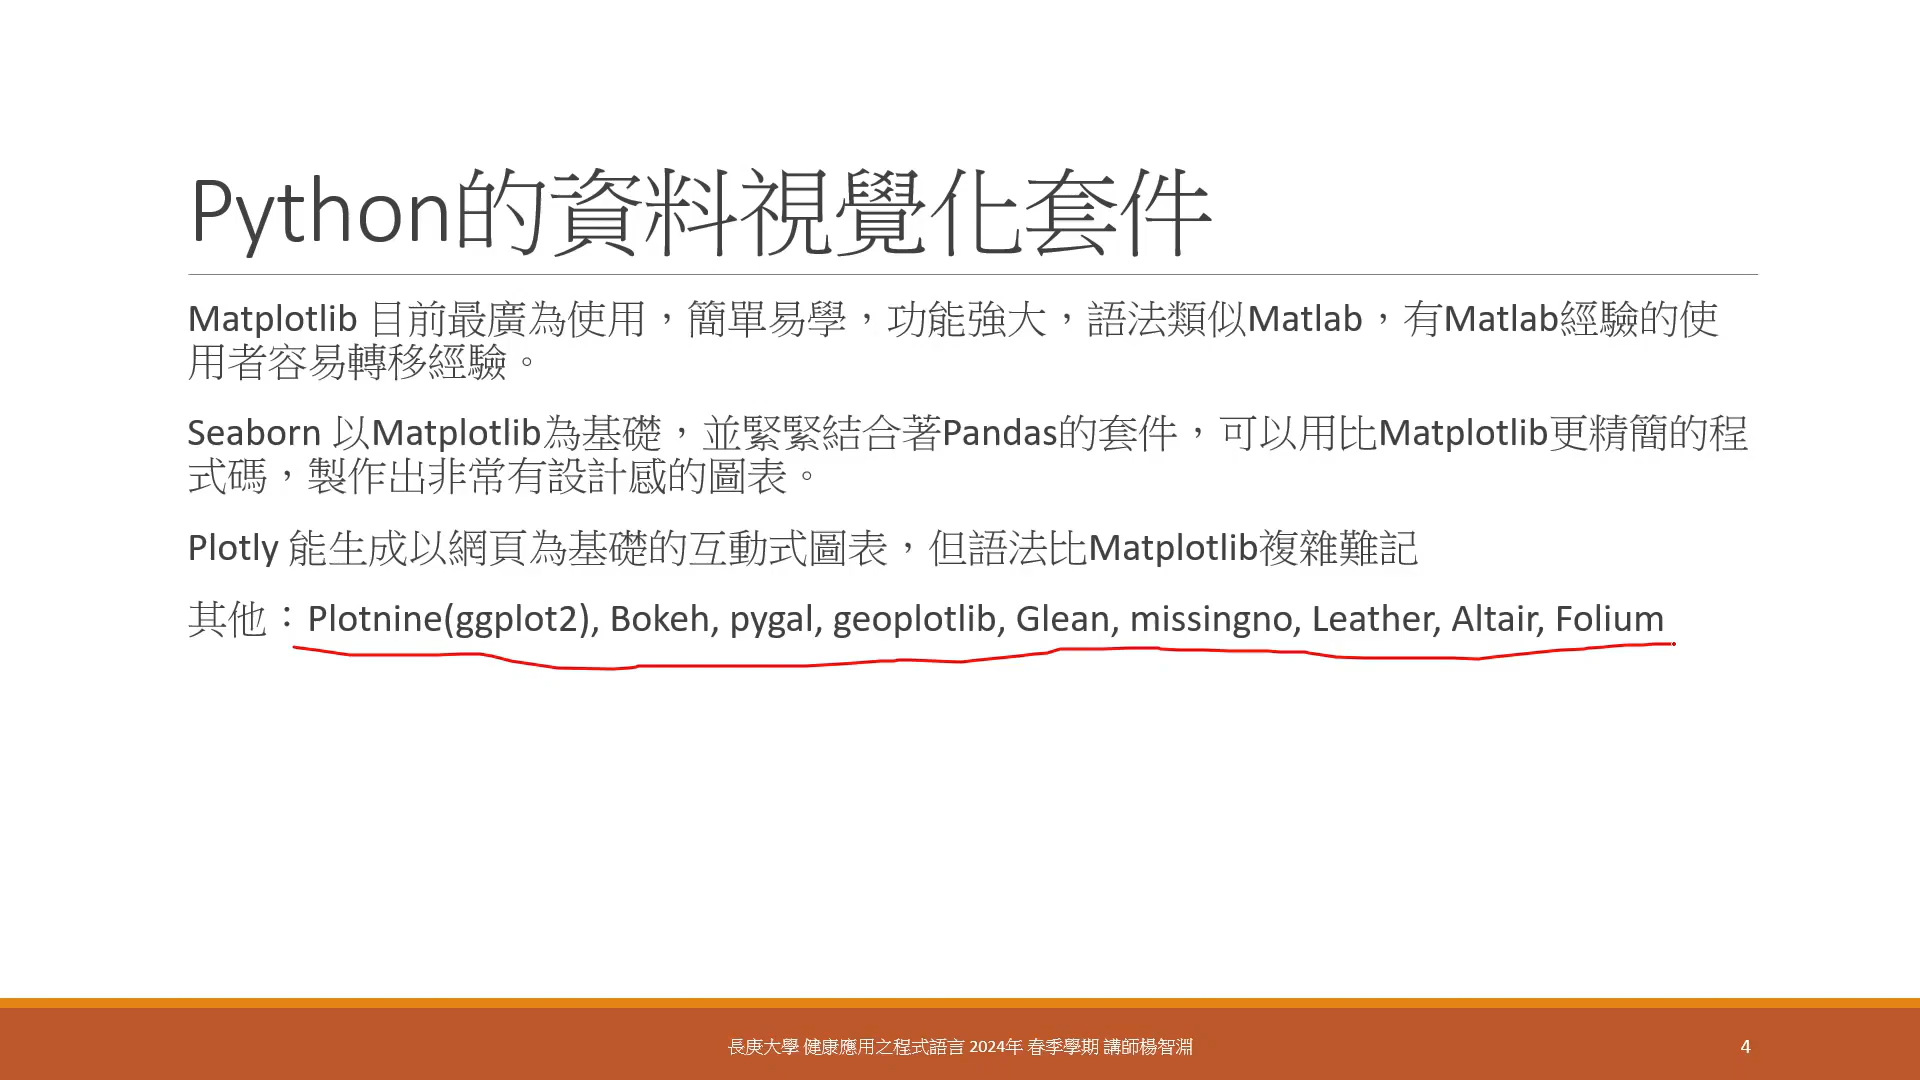 Python的資料視覺化套件
Matplotlib 目前最廣為使用，簡單易學，功能強大，語法類似Matlab，有Matlab經驗的使
用者容易轉移經驗。
Seaborn 以Matplotlib為基礎，並緊緊結合著Pandas的套件，可以用比Matplotlib更精簡的程
式碼，製作出非常有設計感的圖表。
Plotly 能生成以網頁為基礎的互動式圖表，但語法比Matplotlib複雜難記
其他：Plotnine(ggplot2), Bokeh, pygal, geoplotlib, Glean, missingno, Leather, Altair, Folium
長庚大學 健康應用之程式語言 2024年 春季學期 講師楊智淵
4